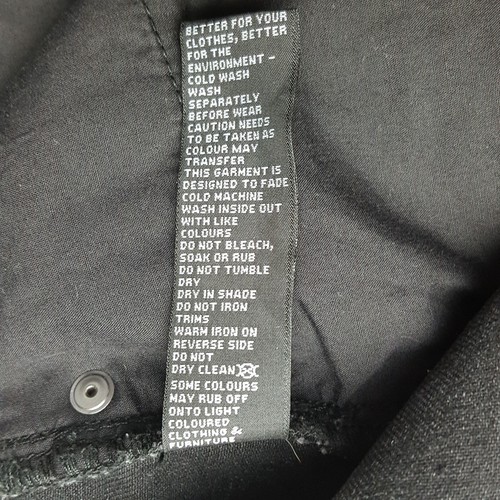 BETTER FOR YOUR
CLOTHES, BETTER
FOR THE
ENVIRONMENT –
COLD WASH
WASH
SEPARATELY
BEFORE WEAR
CAUTION NEEDS
TO BE TAKEN AS
COLOUR MAY
TRANSFER
THIS GARMENT IS
DESIGNED TO FADE
COLD MACHINE
WASH INSIDE OUT
WITH LIKE
COLOURS
DO NOT BLEACH,
SOAK OR RUB
DO NOT TUMBLE
DRY
DRY IN SHADE
DO NOT IRON
TRIMS
WARM IRON ON
REVERSE SIDE
DO NOT
DRY CLEAN
SOME COLOURS
MAY RUB OFF
ONTO LIGHT
COLOURED
CLOTHING &
FURNITURE